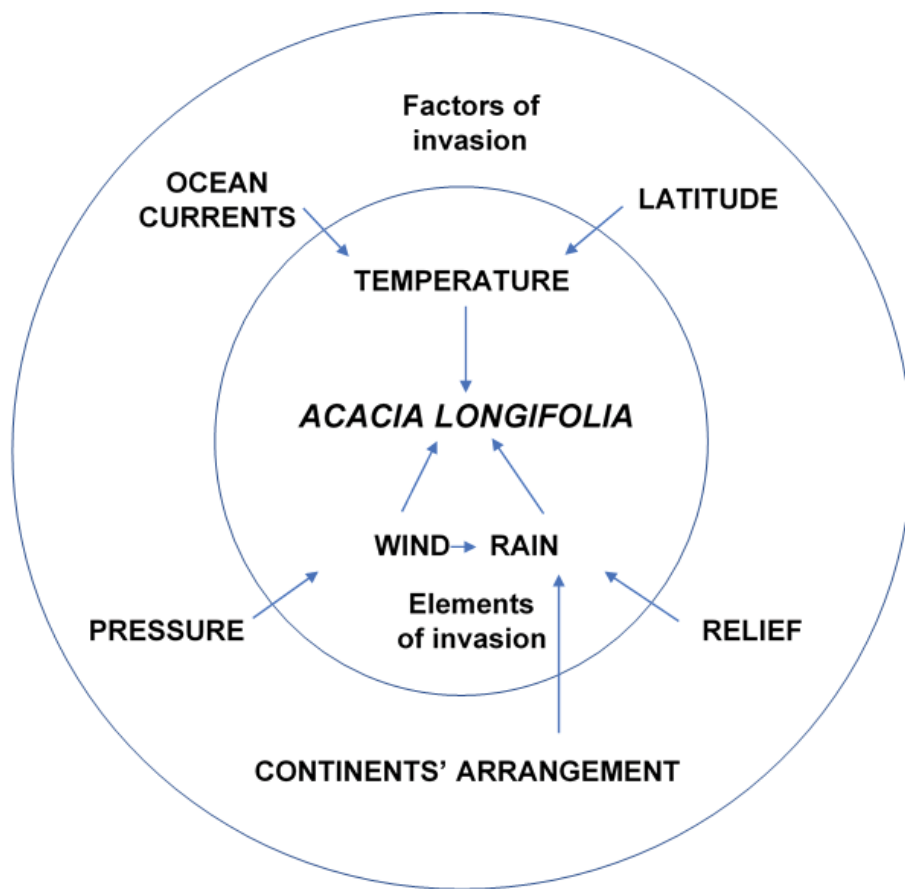 Factors of
invasion
OCEAN
CURRENTS
LATITUDE
TEMPERATURE
ACACIA LONGIFOLIA
WIND
RAIN
Elements
of invasion
PRESSURE
RELIEF
CONTINENTS’ ARRANGEMENT